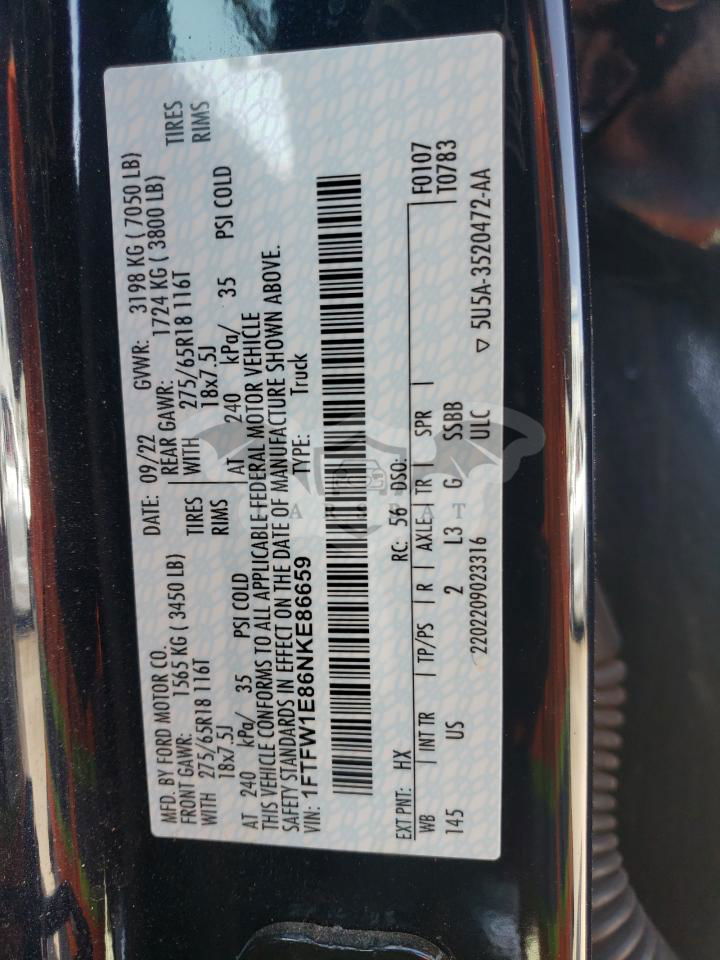 MFD. BY FORD MOTOR CO. DATE: 09/22 GVWR: 3198 KG ( 7050 LB)
FRONT GAWR: 1565 KG ( 3450 LB) REAR GAWR: 1724 KG ( 3800 LB)
WITH 275/65R18 116T TIRES WITH 275/65R18 116T TIRES
18x7.5J RIMS 18x7.5J RIMS
AT 240 kPa/ 35 PSI COLD AT 240 kPa/ 35 PSI COLD
THIS VEHICLE CONFORMS TO ALL APPLICABLE FEDERAL MOTOR VEHICLE
SAFETY STANDARDS IN EFFECT ON THE DATE OF MANUFACTURE SHOWN ABOVE.
VIN: 1FTFW1E86NKE86659 TYPE: Truck
EXT PNT: HX RC: 56 DSO: F0107
WB INT TR TP/PS R AXLE TR SPR T0783
145 US 2 L3 G SSBB
2202209023316 ULC ▽ 5U5A-3520472-AA